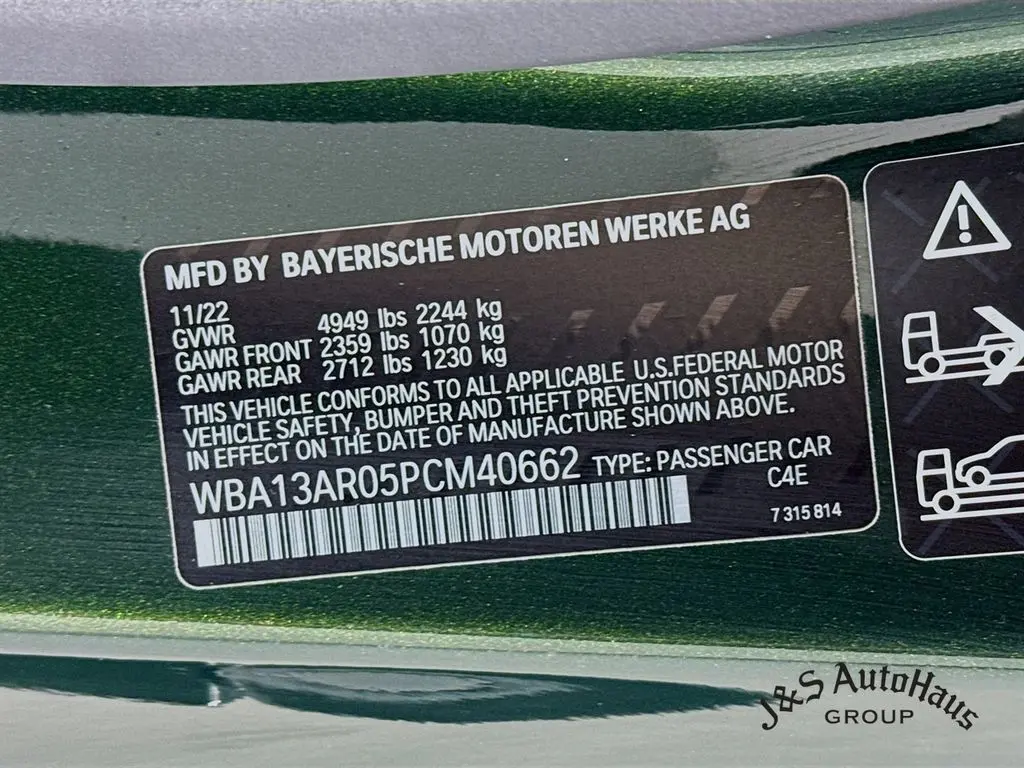 MFD BY BAYERISCHE MOTOREN WERKE AG
11/22
GVWR 4949 lbs 2244 kg
GAWR FRONT 2359 lbs 1070 kg
GAWR REAR 2712 lbs 1230 kg
THIS VEHICLE CONFORMS TO ALL APPLICABLE U.S.FEDERAL MOTOR
VEHICLE SAFETY, BUMPER AND THEFT PREVENTION STANDARDS
IN EFFECT ON THE DATE OF MANUFACTURE SHOWN ABOVE.
WBA13AR05PCM40662 TYPE: PASSENGER CAR
C4E
7 315 814
J&S AutoHaus
GROUP